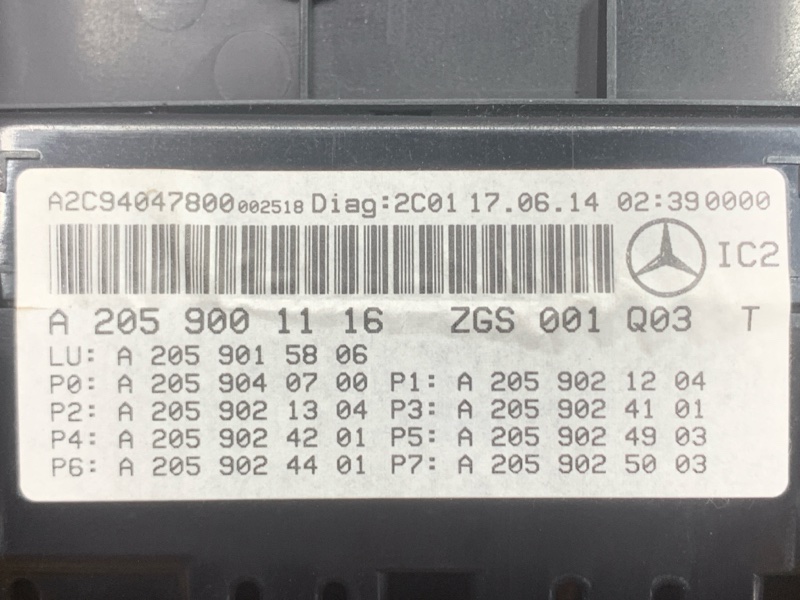 A2C94047800 002518 Diag:2C01 17.06.14 02:39 0000
IC2
A 205 900 11 16 ZGS 001 Q03 T
LU: A 205 901 58 06
P0: A 205 904 07 00 P1: A 205 902 12 04
P2: A 205 902 13 04 P3: A 205 902 41 01
P4: A 205 902 42 01 P5: A 205 902 49 03
P6: A 205 902 44 01 P7: A 205 902 50 03